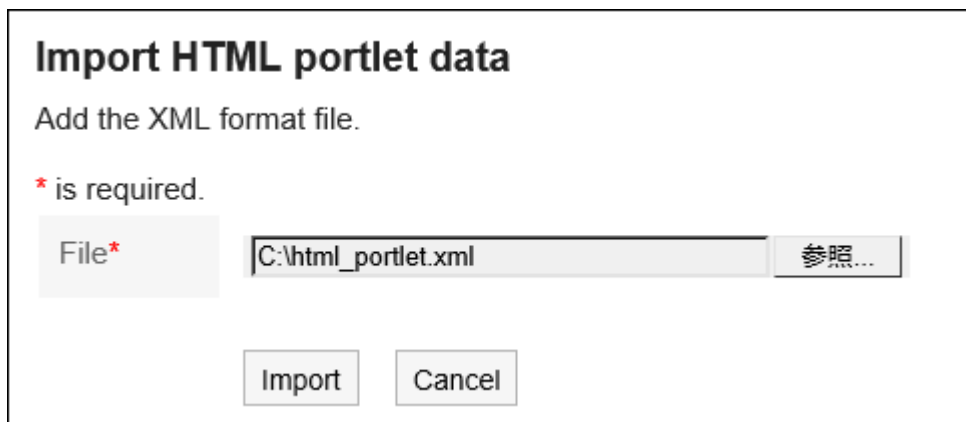 Import HTML portlet data
Add the XML format file.
* is required.
File* C:\html_portlet.xml 参照...
Import Cancel